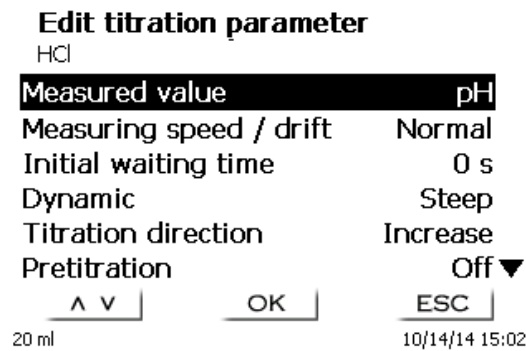 Edit titration parameter
HCl
Measured value pH
Measuring speed / drift Normal
Initial waiting time 0 s
Dynamic Steep
Titration direction Increase
Pretitration Off ▼
∧ ∨ OK ESC
20 ml 10/14/14 15:02